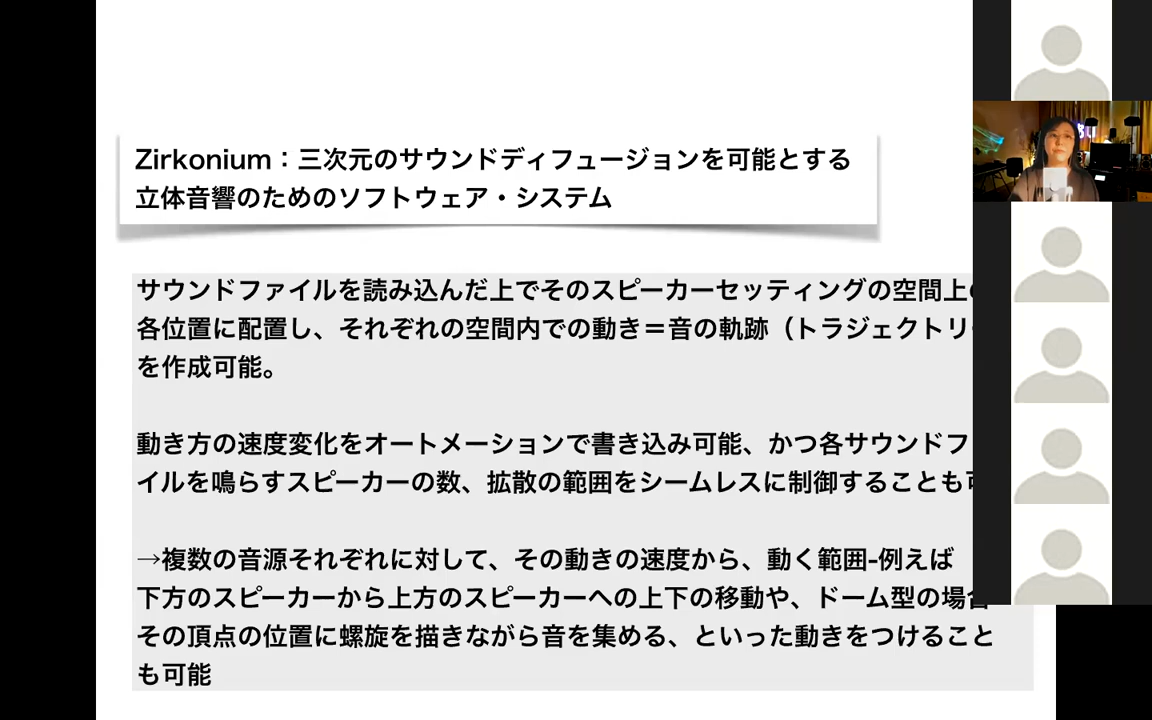 Zirkonium：三次元のサウンドディフュージョンを可能とする
立体音響のためのソフトウェア・システム
サウンドファイルを読み込んだ上でそのスピーカーセッティングの空間上の
各位置に配置し、それぞれの空間内での動き＝音の軌跡（トラジェクトリ
を作成可能。
動き方の速度変化をオートメーションで書き込み可能、かつ各サウンドフ
イルを鳴らすスピーカーの数、拡散の範囲をシームレスに制御することも可
→複数の音源それぞれに対して、その動きの速度から、動く範囲-例えば
下方のスピーカーから上方のスピーカーへの上下の移動や、ドーム型の場合
その頂点の位置に螺旋を描きながら音を集める、といった動きをつけること
も可能